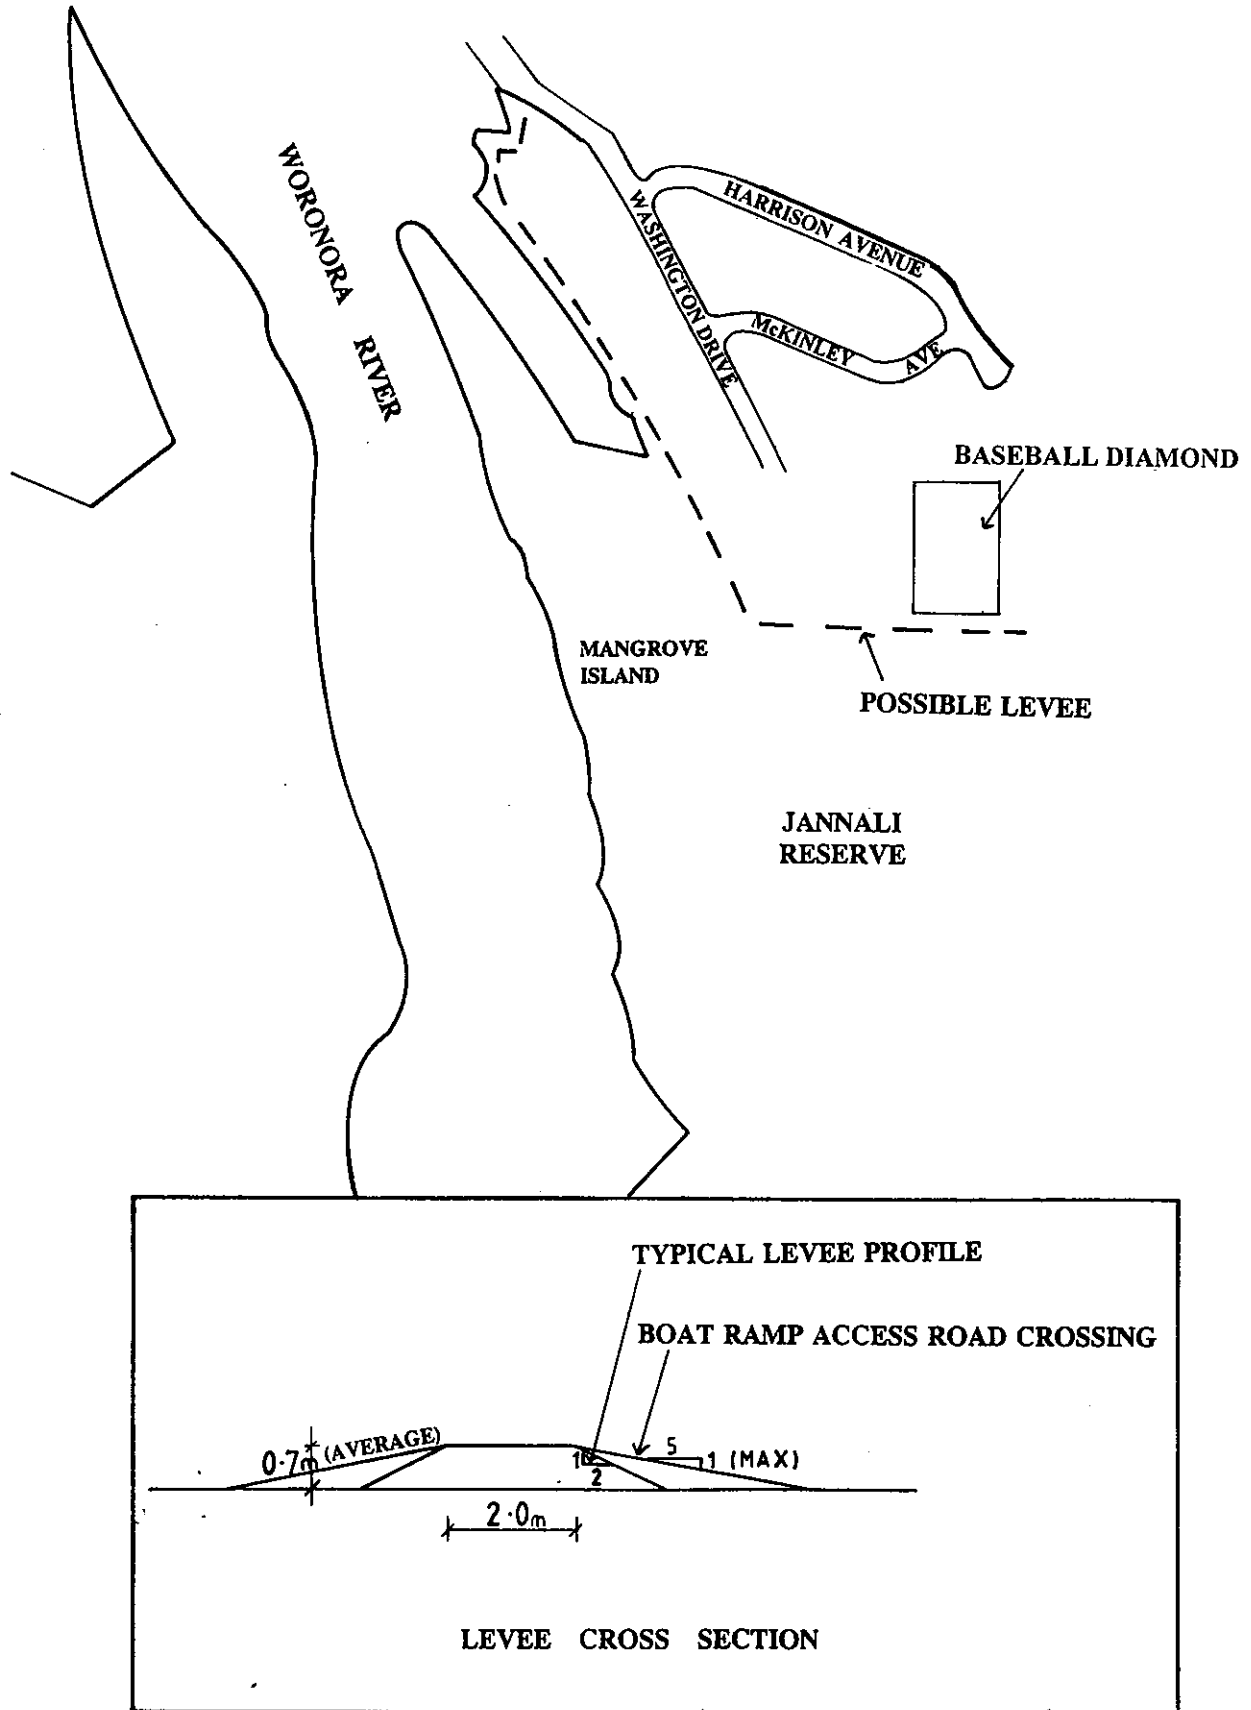 WORONORA
RIVER
HARRISON AVENUE
WASHINGTON DRIVE
McKINLEY
AVE
BASEBALL DIAMOND
MANGROVE
ISLAND
POSSIBLE LEVEE
JANNALI
RESERVE
TYPICAL LEVEE PROFILE
BOAT RAMP ACCESS ROAD CROSSING
0.7m (AVERAGE)
5
1
1 (MAX)
2
2.0m
LEVEE CROSS SECTION